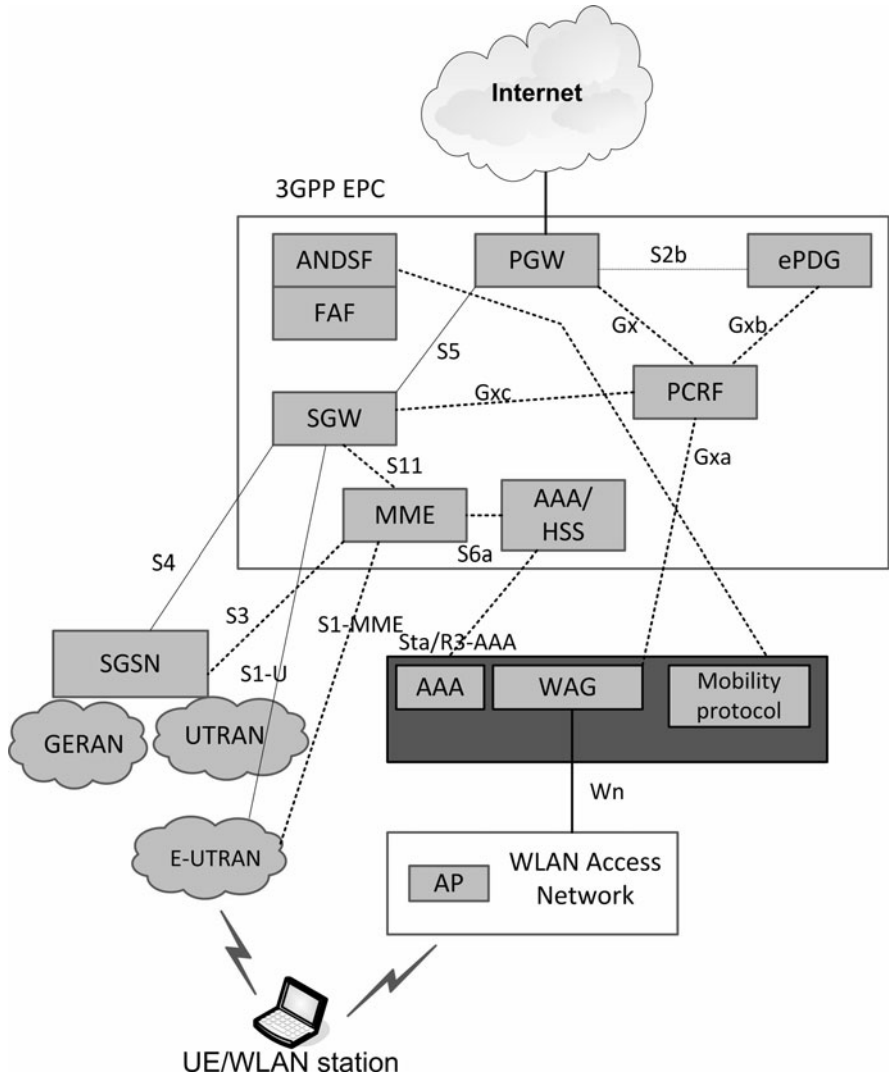 Internet
3GPP EPC
ANDSF
PGW
S2b
ePDG
FAF
Gx
Gxb
S5
PCRF
Gxc
SGW
Gxa
S11
AAA/
HSS
MME
S6a
S4
S3
S1-MME
Sta/R3-AAA
SGSN
S1-U
AAA
WAG
Mobility
protocol
GERAN
UTRAN
Wn
E-UTRAN
AP
WLAN Access
Network
UE/WLAN station